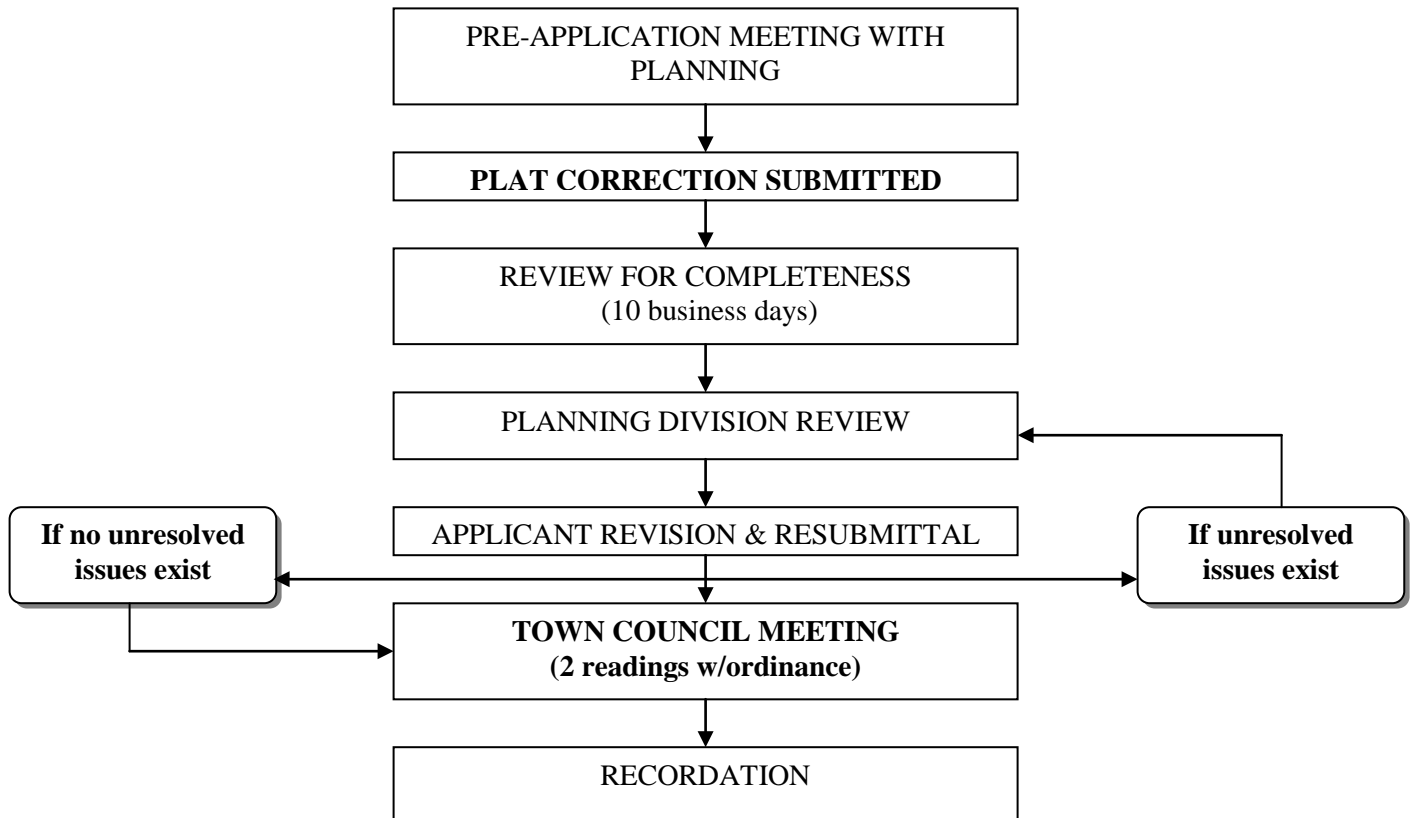 PRE-APPLICATION MEETING WITH
PLANNING
PLAT CORRECTION SUBMITTED
REVIEW FOR COMPLETENESS
(10 business days)
PLANNING DIVISION REVIEW
If no unresolved
issues exist
APPLICANT REVISION & RESUBMITTAL
If unresolved
issues exist
TOWN COUNCIL MEETING
(2 readings w/ordinance)
RECORDATION